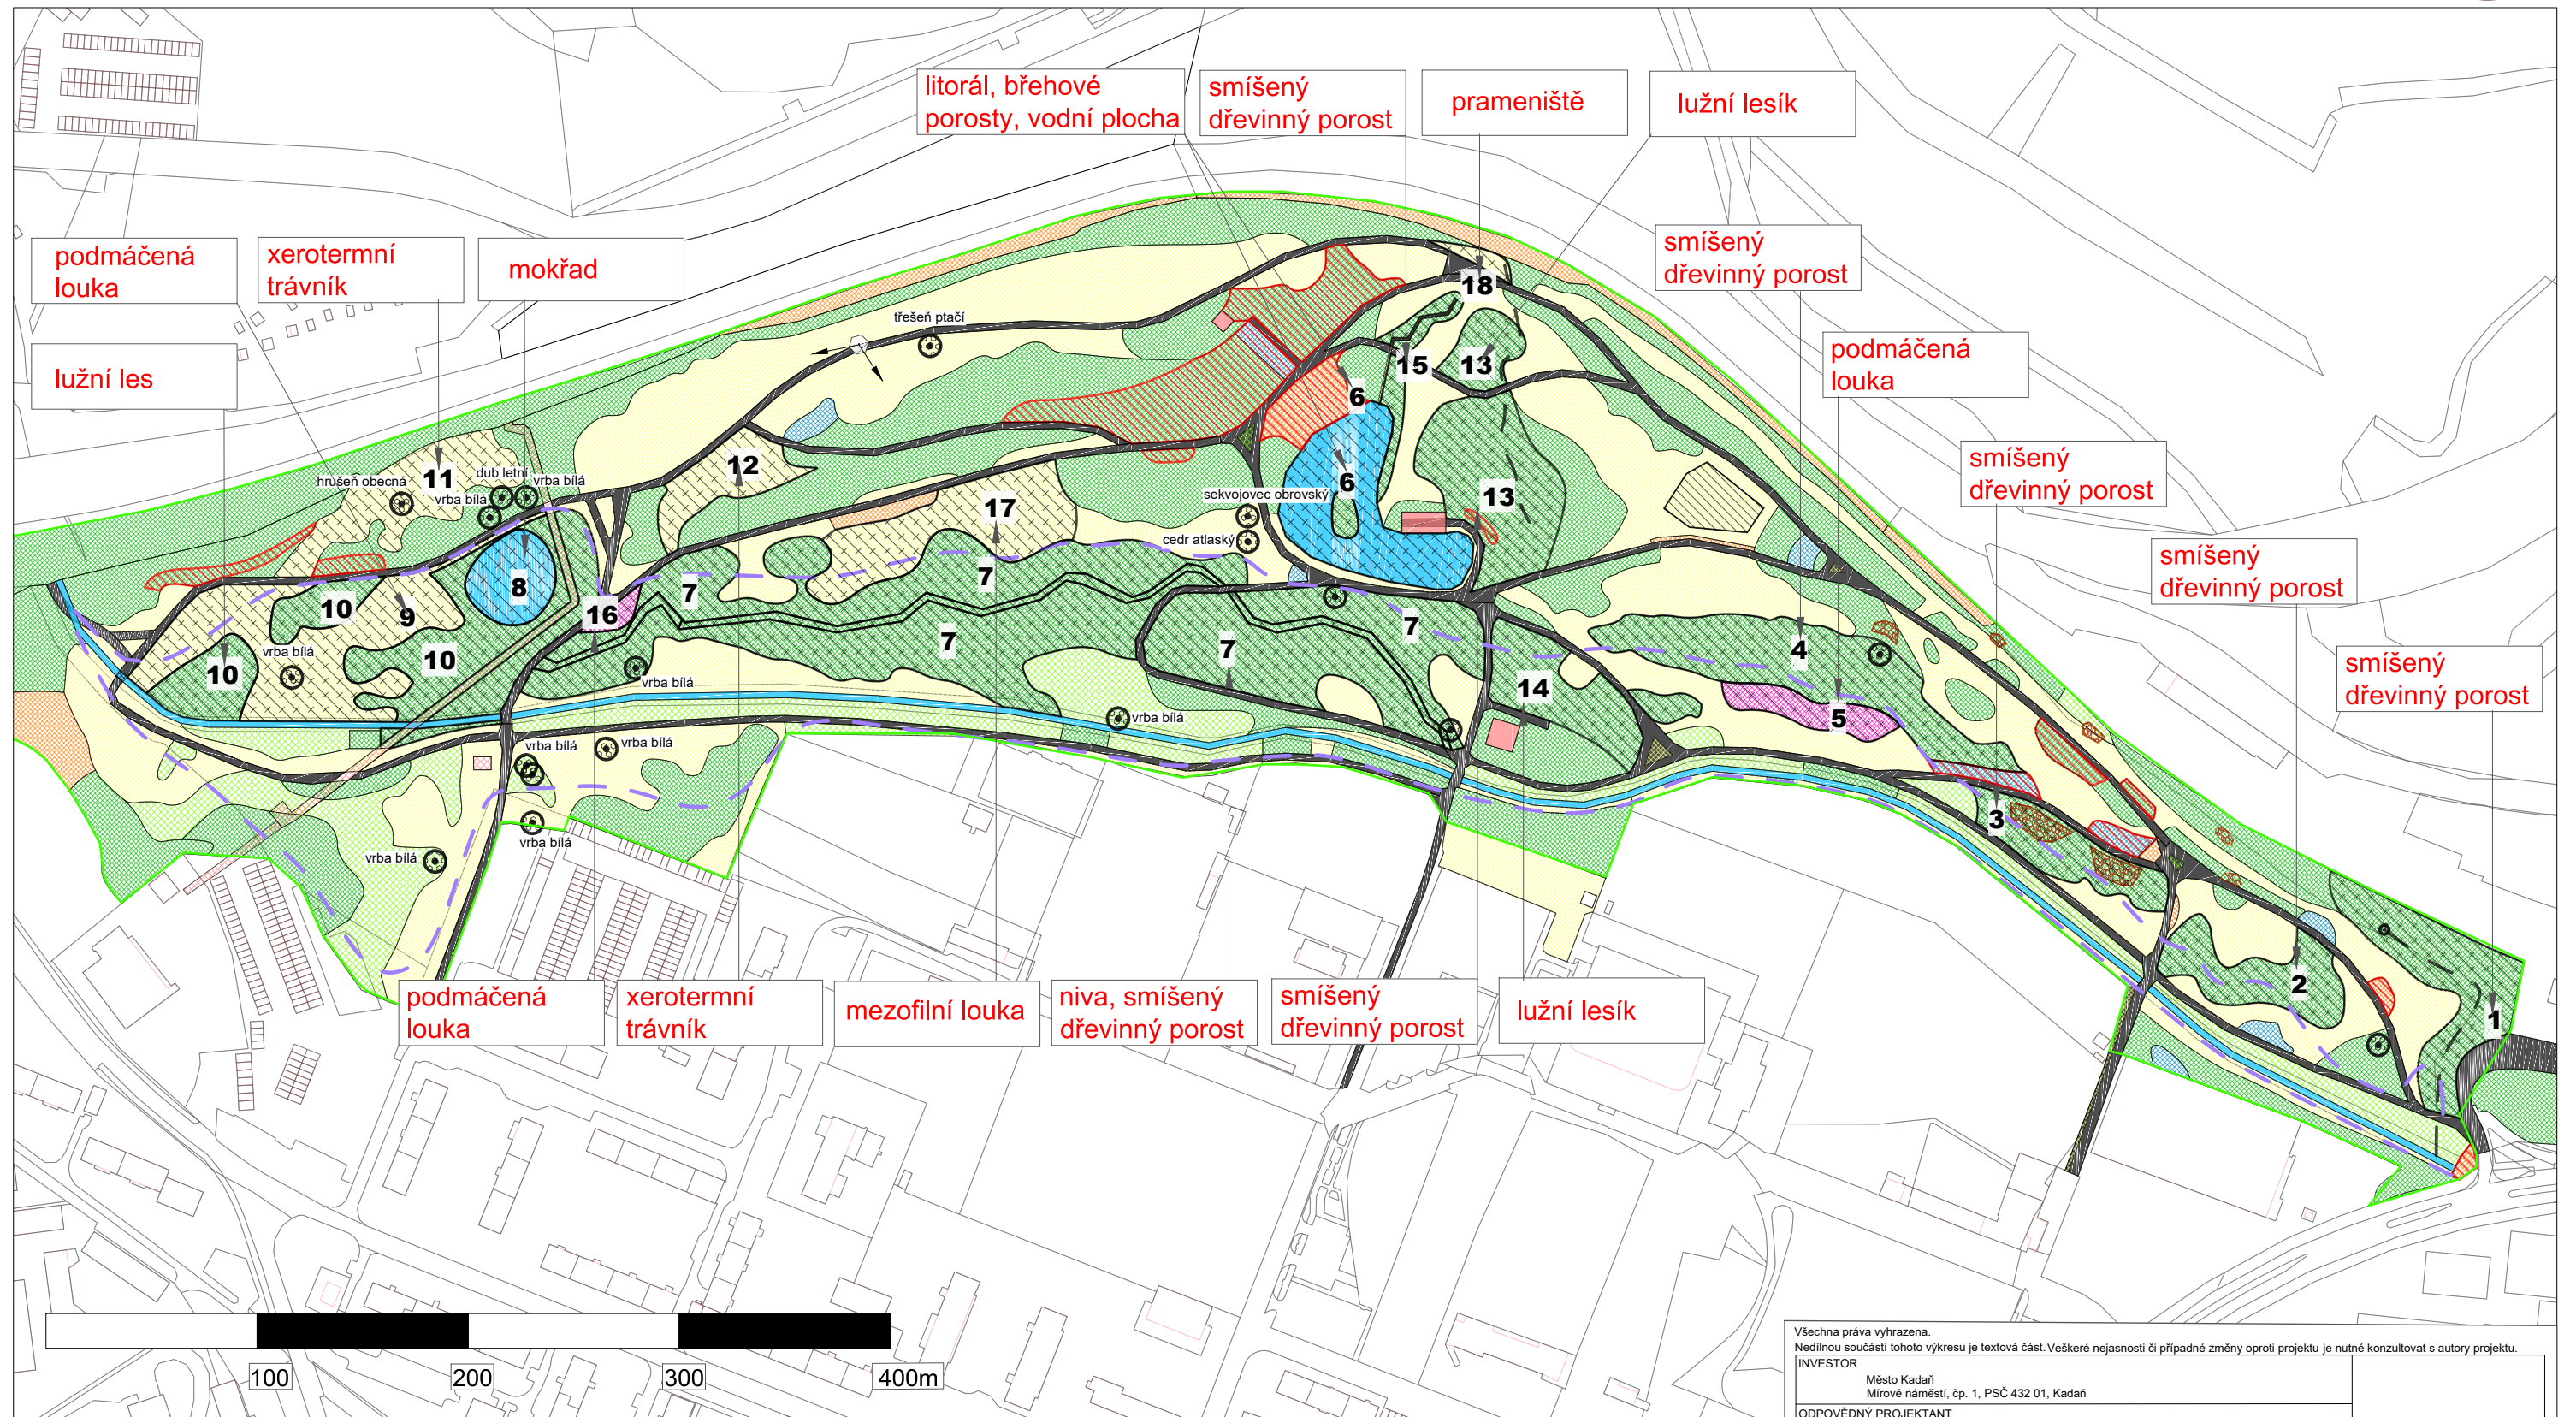 litorál, břehové
porosty, vodní plocha
smíšený
dřevinný porost
prameniště
lužní lesík
podmáčená
louka
xerotermní
trávník
mokřad
smíšený
dřevinný porost
lužní les
podmáčená
louka
smíšený
dřevinný porost
smíšený
dřevinný porost
smíšený
dřevinný porost
třešeň ptačí
18
15
13
6
12
11
hrušeň obecná
dub letní
vrba bílá
vrba bílá
6
sekvojovec obrovský
13
17
cedr atlaský
8
7
7
10
9
16
7
7
7
4
10
10
vrba bílá
vrba bílá
14
5
vrba bílá
vrba bílá
vrba bílá
3
vrba bílá
vrba bílá
2
1
podmáčená
louka
xerotermní
trávník
mezofilní louka
niva, smíšený
dřevinný porost
smíšený
dřevinný porost
lužní lesík
100
200
300
400m
Všechna práva vyhrazena.
Nedílnou součástí tohoto výkresu je textová část. Veškeré nejasnosti či případné změny oproti projektu je nutné konzultovat s autory projektu.
INVESTOR
Město Kadaň
Mírové náměstí, čp. 1, PSČ 432 01, Kadaň
ODPOVĚDNÝ PROJEKTANT